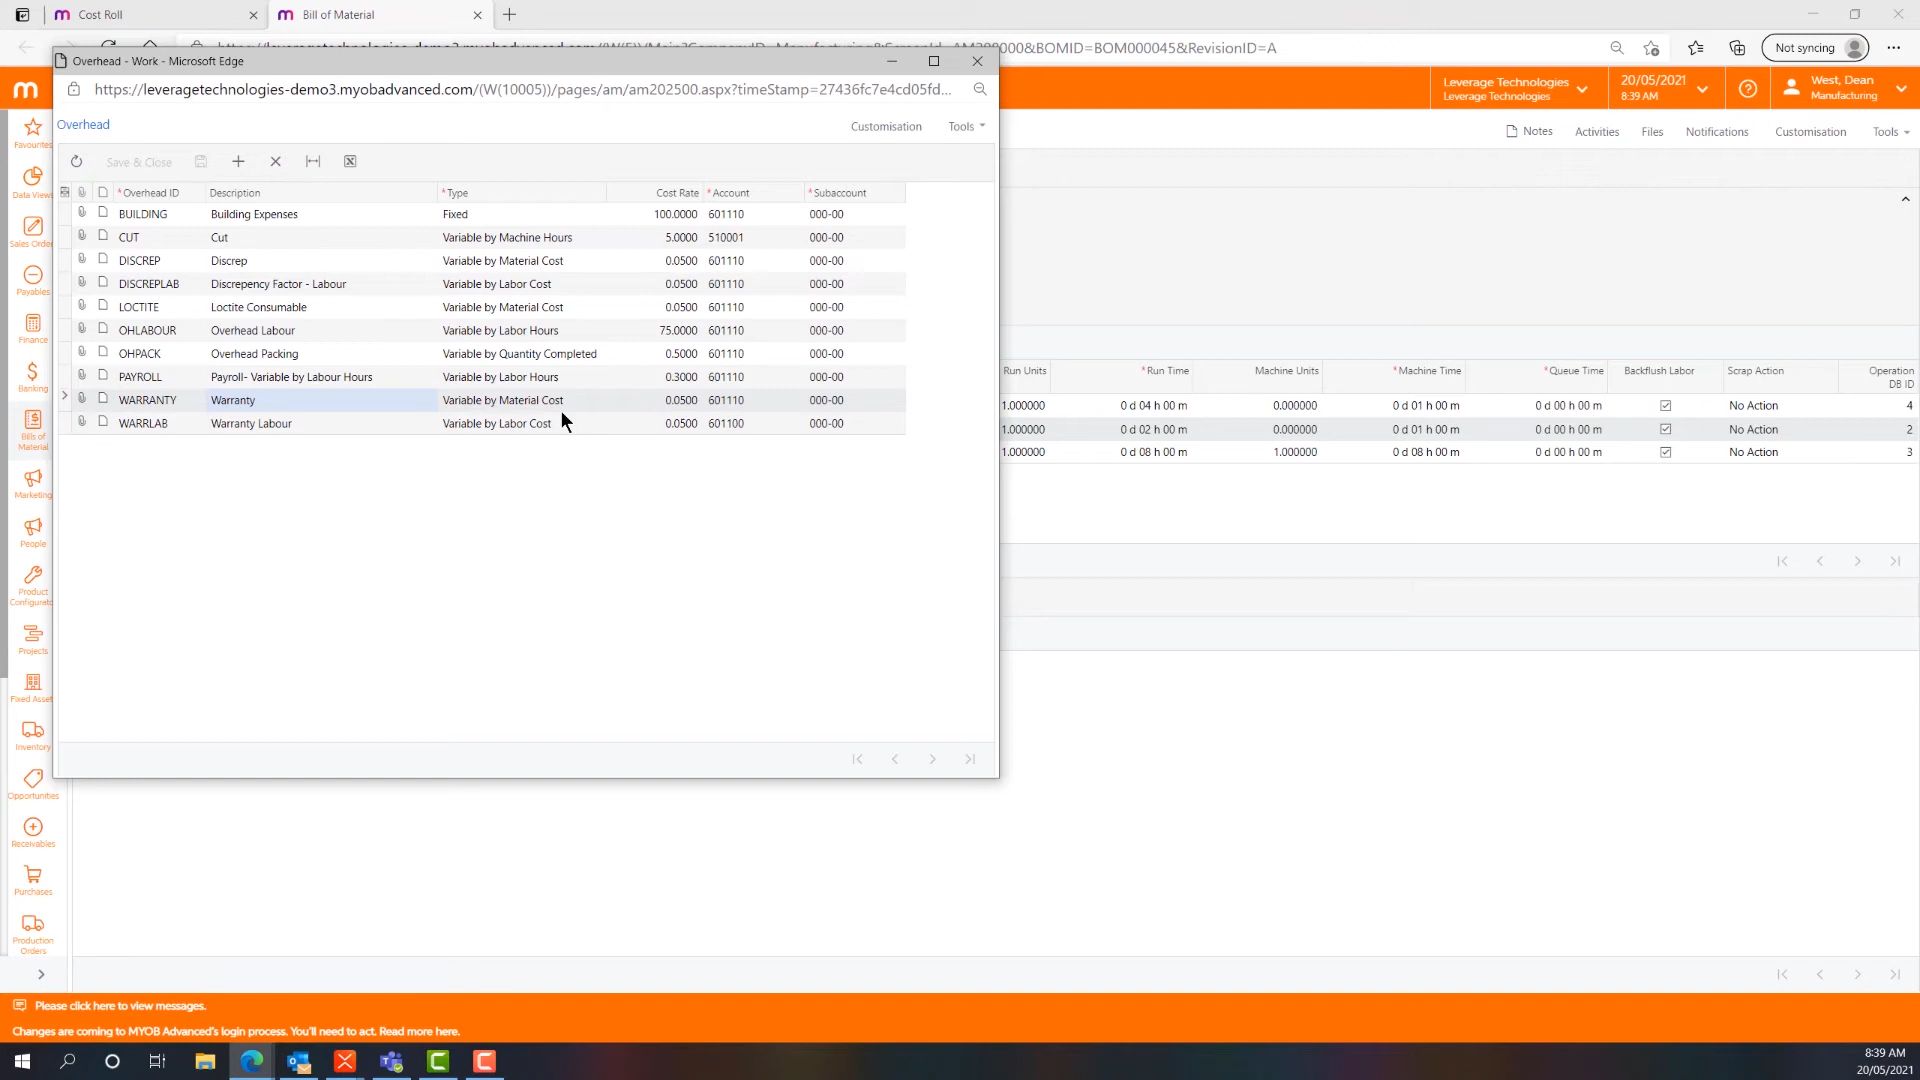 Cost Roll
Bill of Material
AM208000&BOMID=BOM000045&RevisionID=A
Not syncing
Overhead - Work - Microsoft Edge
https://leveragetechnologies-demo3.myobadvanced.com/(W(10005))/pages/am/am202500.aspx?timeStamp=27436fc7e4cd05fd...
Leverage Technologies
Leverage Technologies
20/05/2021
8:39 AM
West, Dean
Manufacturing
Overhead
Customisation
Tools
Notes
Activities
Files
Notifications
Customisation
Tools
Save & Close
* Overhead ID Description * Type Cost Rate * Account * Subaccount
BUILDING Building Expenses Fixed 100.0000 601110 000-00
CUT Cut Variable by Machine Hours 5.0000 510001 000-00
DISCREP Discrep Variable by Material Cost 0.0500 601110 000-00
DISCREPLAB Discrepency Factor - Labour Variable by Labor Cost 0.0500 601110 000-00
LOCTITE Loctite Consumable Variable by Material Cost 0.0500 601110 000-00
OHLABOUR Overhead Labour Variable by Labor Hours 75.0000 601110 000-00
OHPACK Overhead Packing Variable by Quantity Completed 0.5000 601110 000-00
PAYROLL Payroll- Variable by Labour Hours Variable by Labor Hours 0.3000 601110 000-00
WARRANTY Warranty Variable by Material Cost 0.0500 601110 000-00
WARRLAB Warranty Labour Variable by Labor Cost 0.0500 601100 000-00
Run Units * Run Time Machine Units * Machine Time * Queue Time Backflush Labor Scrap Action Operation DB ID
1.000000 0 d 04 h 00 m 0.000000 0 d 01 h 00 m 0 d 00 h 00 m No Action 4
1.000000 0 d 02 h 00 m 0.000000 0 d 01 h 00 m 0 d 00 h 00 m No Action 2
1.000000 0 d 08 h 00 m 1.000000 0 d 08 h 00 m 0 d 00 h 00 m No Action 3
Favourites
Data Views
Sales Orde
Payables
Finance
Banking
Bills of
Material
Marketing
People
Product
Configurato
Projects
Fixed Asset
Inventory
Opportunities
Receivables
Purchases
Production
Orders
Please click here to view messages.
Changes are coming to MYOB Advanced's login process. You'll need to act. Read more here.
8:39 AM
20/05/2021